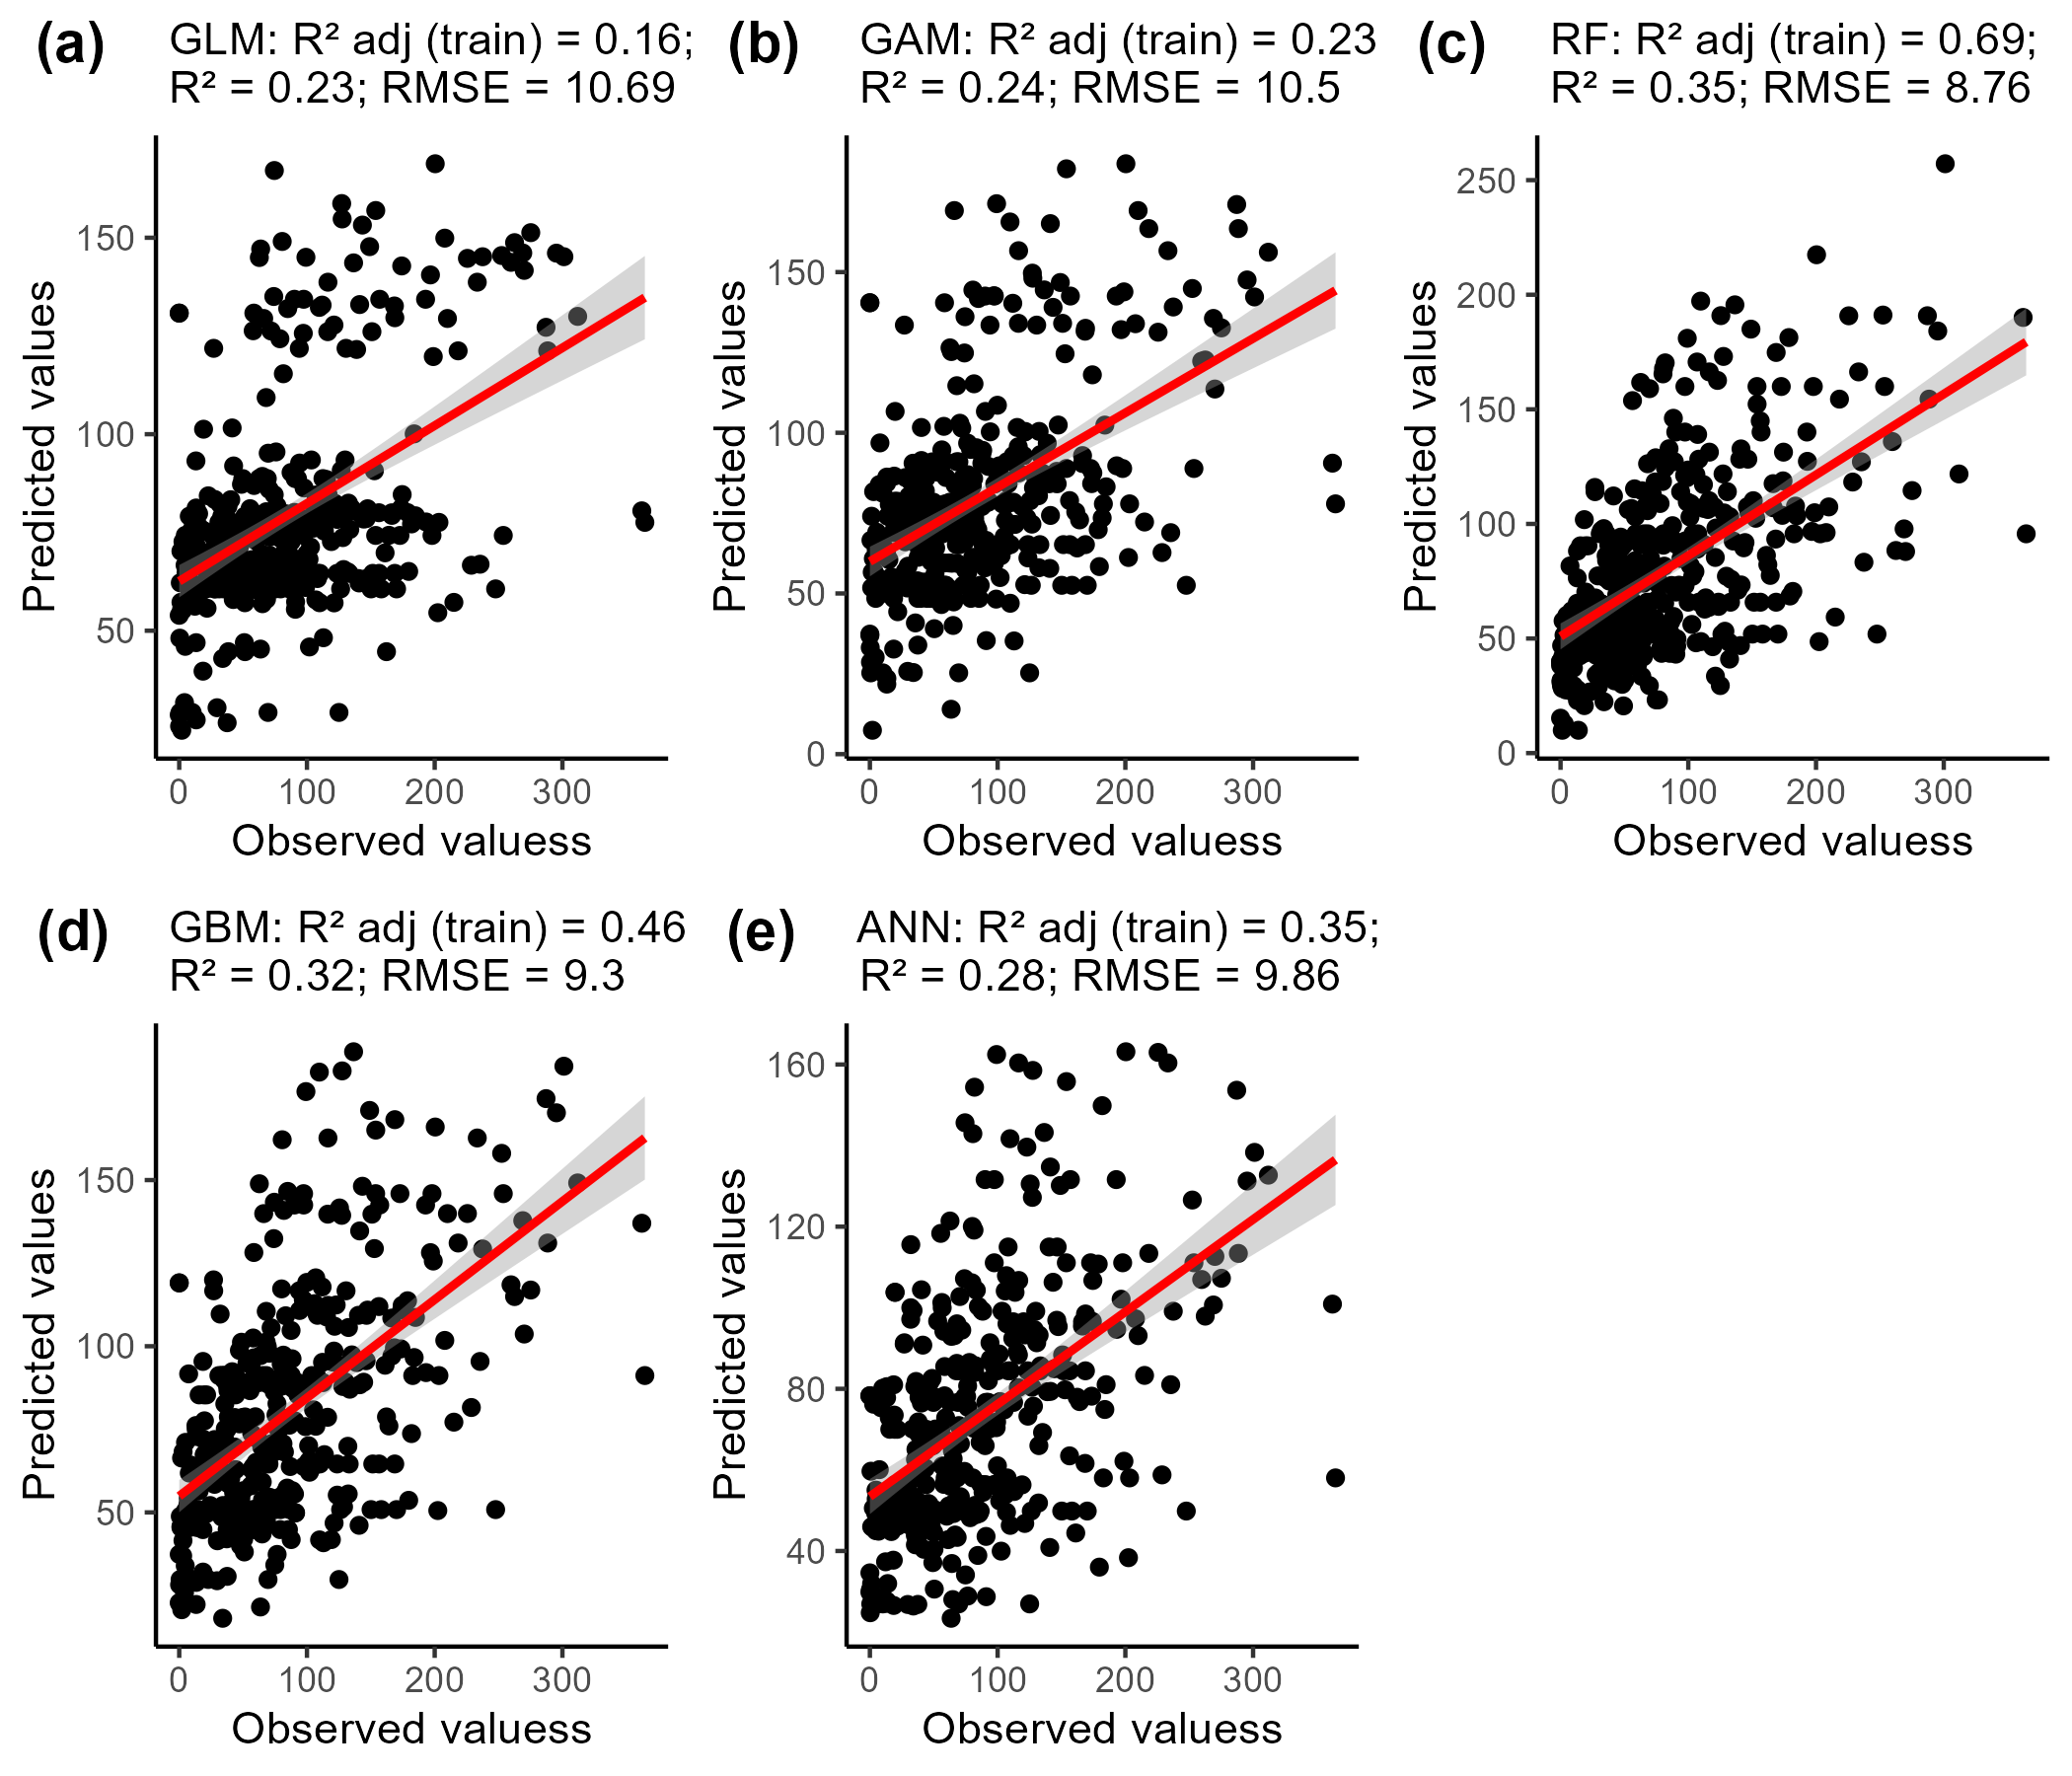 (a) GLM: R² adj (train) = 0.16;
R² = 0.23; RMSE = 10.69
150
100
50
0 100 200 300
Predicted values
Observed valuess
(b) GAM: R² adj (train) = 0.23
R² = 0.24; RMSE = 10.5
150
100
50
0
0 100 200 300
Predicted values
Observed valuess
(c) RF: R² adj (train) = 0.69;
R² = 0.35; RMSE = 8.76
250
200
150
100
50
0
0 100 200 300
Predicted values
Observed valuess
(d) GBM: R² adj (train) = 0.46
R² = 0.32; RMSE = 9.3
150
100
50
0 100 200 300
Predicted values
Observed valuess
(e) ANN: R² adj (train) = 0.35;
R² = 0.28; RMSE = 9.86
160
120
80
40
0 100 200 300
Predicted values
Observed valuess